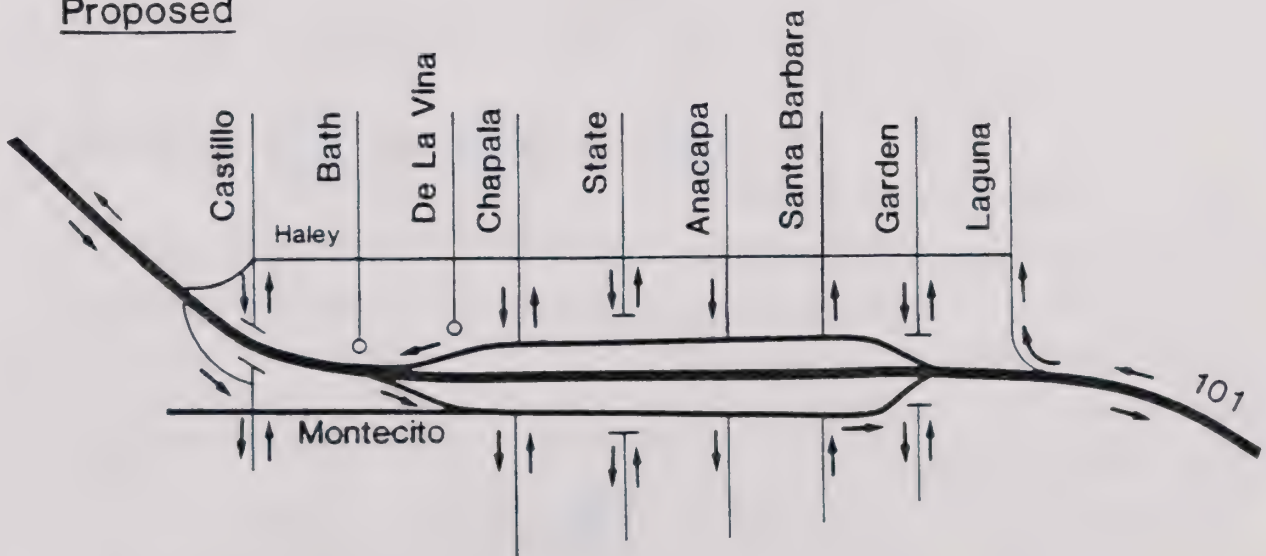 Proposed
Castillo
Bath
De La Vina
Chapala
State
Anacapa
Santa Barbara
Garden
Laguna
Haley
Montecito
101